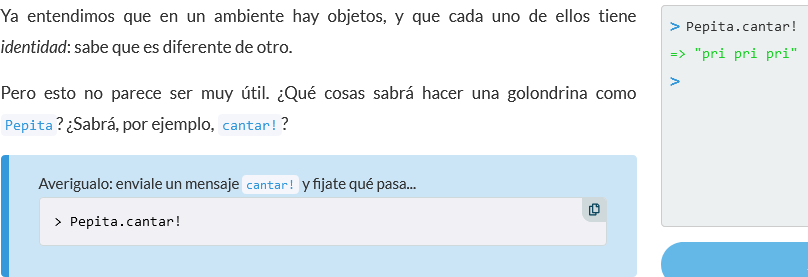 Ya entendimos que en un ambiente hay objetos, y que cada uno de ellos tiene
identidad: sabe que es diferente de otro.
Pero esto no parece ser muy útil. ¿Qué cosas sabrá hacer una golondrina como
Pepita? ¿Sabrá, por ejemplo, cantar!?
Averigualo: enviale un mensaje cantar! y fijate qué pasa...
> Pepita.cantar!
> Pepita.cantar!
=> "pri pri pri"
>